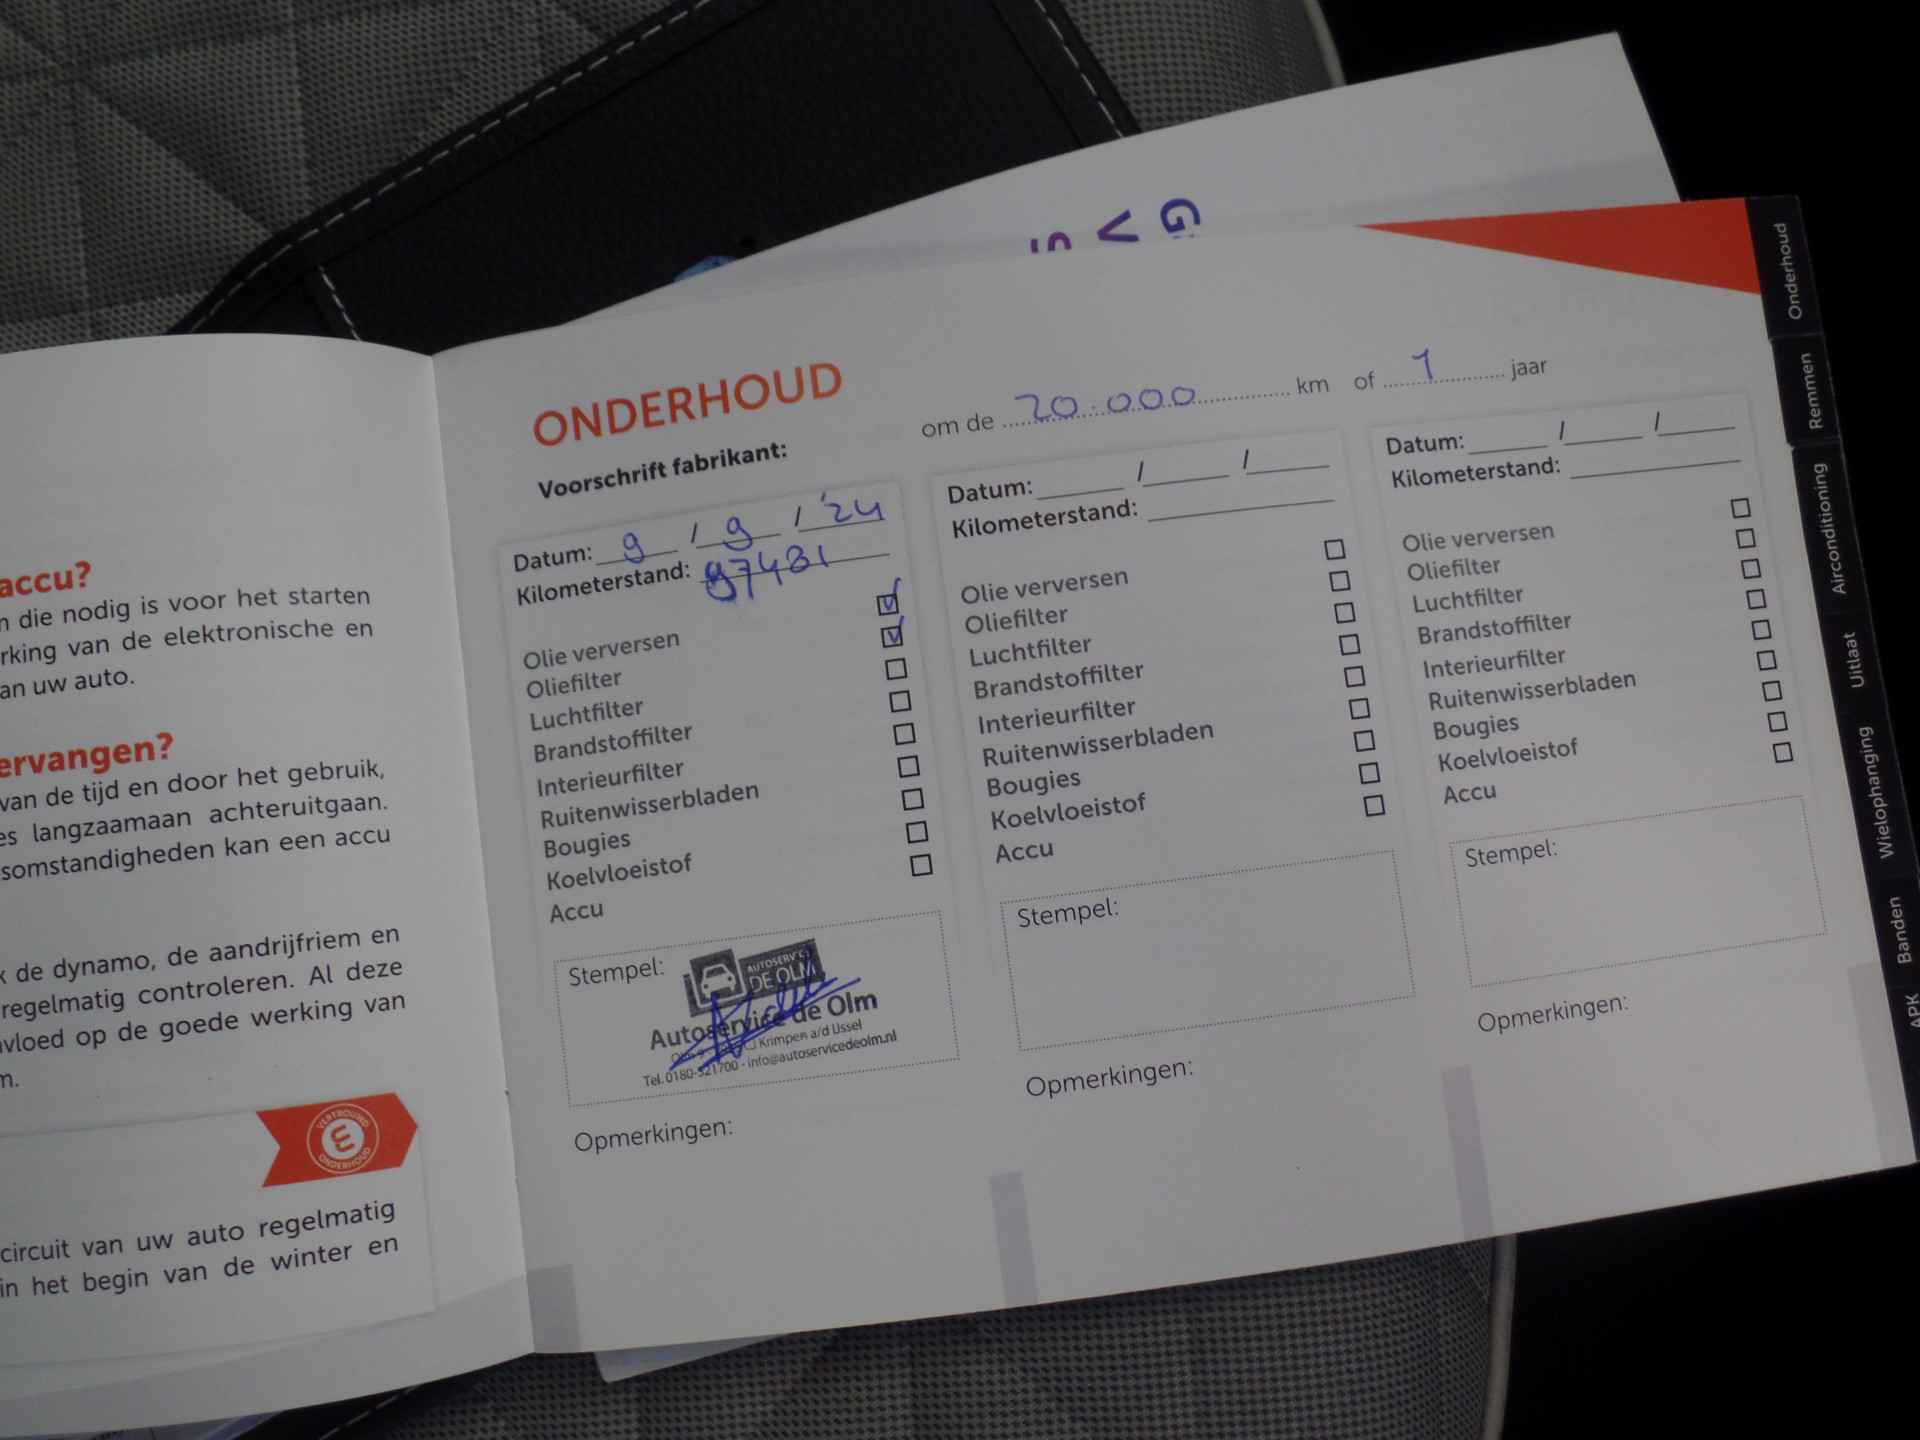 accu?
die nodig is voor het starten
rking van de elektronische en
an uw auto.
ervangen?
van de tijd en door het gebruik,
es langzaamaan achteruitgaan.
somstandigheden kan een accu
k de dynamo, de aandrijfriem en
regelmatig controleren. Al deze
vloed op de goede werking van
m.
VERTROUWD
ONDERHOUD
circuit van uw auto regelmatig
in het begin van de winter en
G
V
ONDERHOUD
Voorschrift fabrikant:
om de 20.000 km of 1 jaar
Datum: 9 / 9 / '24
Kilometerstand: 97481
Olie verversen
Oliefilter
Luchtfilter
Brandstoffilter
Interieurfilter
Ruitenwisserbladen
Bougies
Koelvloeistof
Accu
Stempel:
AUTOSERVICE
DE OLM
Autoservice de Olm
Krimpen a/d IJssel
Tel. 0180-521700 - info@autoservicedeolm.nl
Opmerkingen:
Datum: / /
Kilometerstand:
Olie verversen
Oliefilter
Luchtfilter
Brandstoffilter
Interieurfilter
Ruitenwisserbladen
Bougies
Koelvloeistof
Accu
Stempel:
Opmerkingen:
Datum: / /
Kilometerstand:
Olie verversen
Oliefilter
Luchtfilter
Brandstoffilter
Interieurfilter
Ruitenwisserbladen
Bougies
Koelvloeistof
Accu
Stempel:
Opmerkingen:
Onderhoud
Remmen
Airconditioning
Uitlaat
Wielophanging
Banden
APK